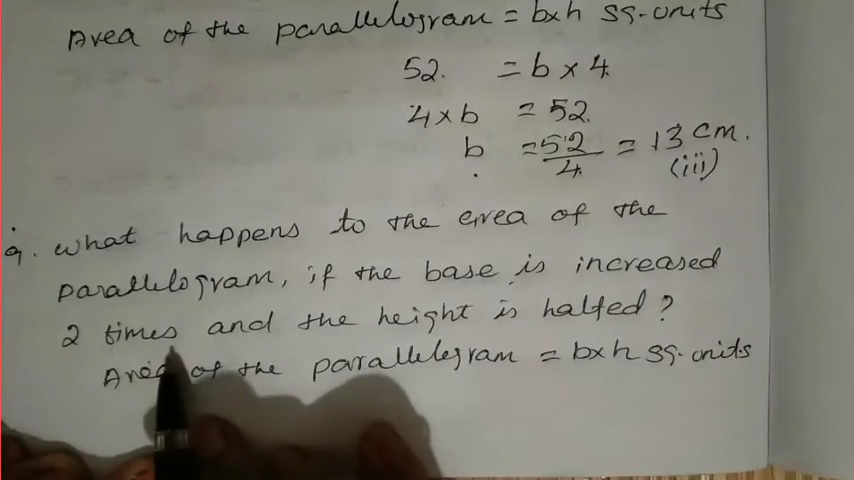 Area of the parallelogram = b×h sq. units
52. = b × 4.
4 × b = 52.
b = 52/4 = 13 cm.
(iii)
9. What happens to the area of the
parallelogram, if the base is increased
2 times and the height is halfed?
Area of the parallelogram = b×h sq. units